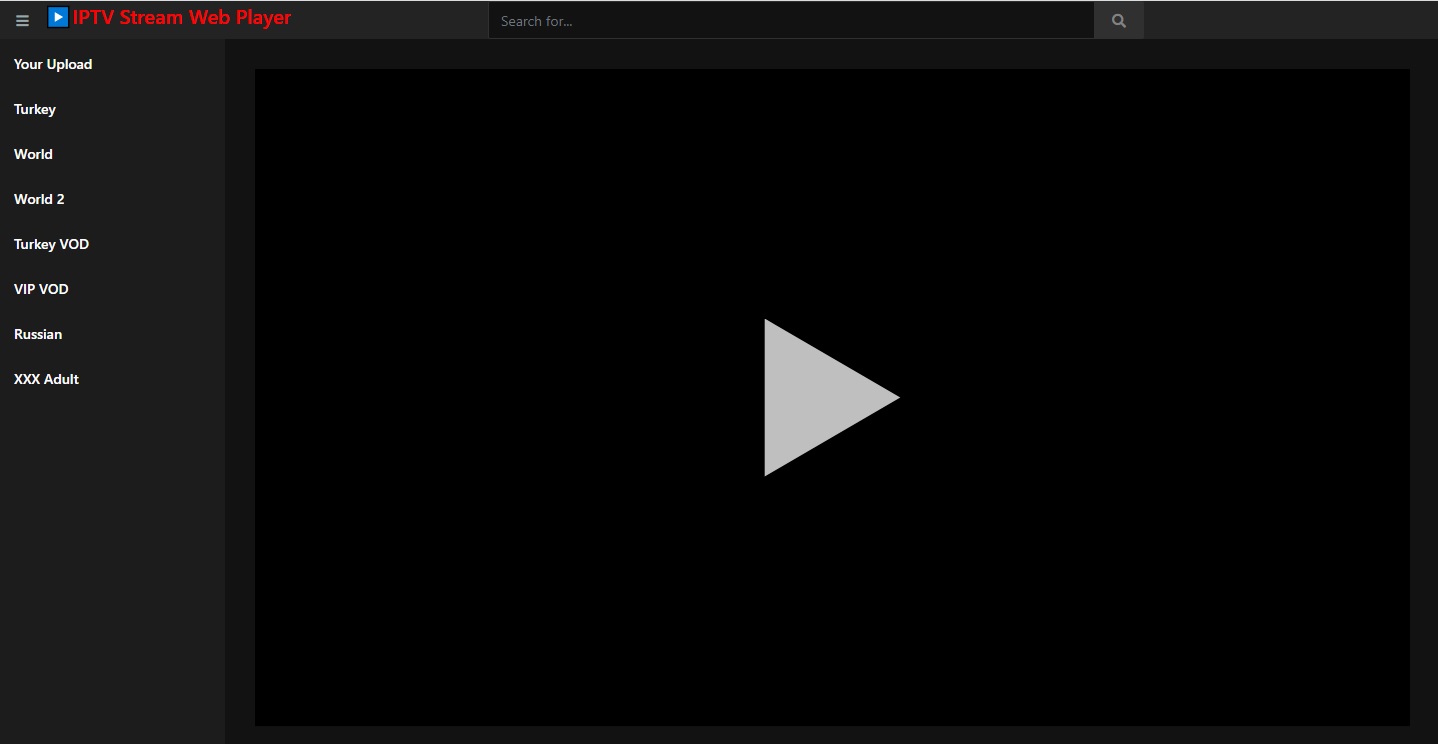 IPTV Stream Web Player
Search for...
Your Upload
Turkey
World
World 2
Turkey VOD
VIP VOD
Russian
XXX Adult